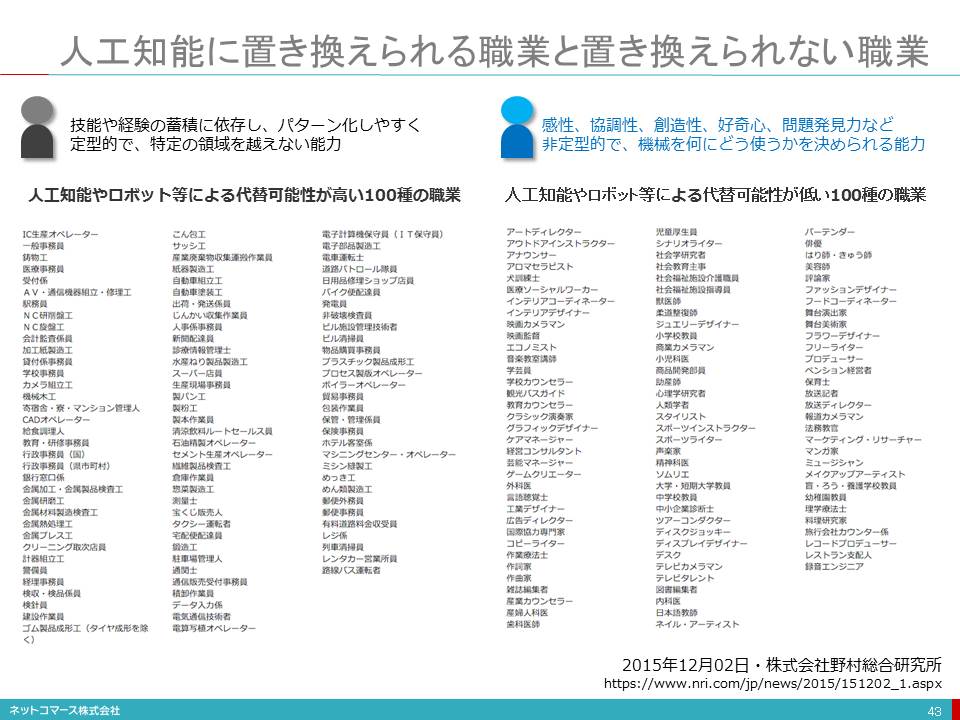 人工知能に置き換えられる職業と置き換えられない職業
技能や経験の蓄積に依存し、パターン化しやすく
定型的で、特定の領域を越えない能力
人工知能やロボット等による代替可能性が高い100種の職業
IC生産オペレーター
一般事務員
鋳物工
医療事務員
受付係
AV・通信機器組立・修理工
駅務員
NC研削盤工
NC旋盤工
会計監査係員
加工紙製造工
貸付係事務員
学校事務員
カメラ組立工
機械木工
寄宿舎・寮・マンション管理人
CADオペレーター
給食調理人
教育・研修事務員
行政事務員(国)
行政事務員(県市町村)
銀行窓口係
金属加工・金属製品検査工
金属研磨工
金属材料製造検査工
金属熱処理工
金属プレス工
クリーニング取次店員
計器組立工
警備員
経理事務員
検収・検品係員
検針員
建設作業員
ゴム製品成形工(タイヤ成形を除
く)
こん包工
サッシ工
産業廃棄物収集運搬作業員
紙器製造工
自動車組立工
自動車塗装工
出荷・発送係員
じんかい収集作業員
人事係事務員
新聞配達員
診療情報管理士
水産ねり製品製造工
スーパー店員
生産現場事務員
製パン工
製粉工
製本作業員
清涼飲料ルートセールス員
石油精製オペレーター
セメント生産オペレーター
繊維製品検査工
倉庫作業員
惣菜製造工
測量士
宝くじ販売人
タクシー運転者
宅配便配達員
鍛造工
駐車場管理人
通関士
通信販売受付事務員
積卸作業員
データ入力係
電気通信技術者
電算写植オペレーター
電子計算機保守員(IT保守員)
電子部品製造工
電車運転士
道路パトロール隊員
日用品修理ショップ店員
バイク便配達員
発電員
非破壊検査員
ビル施設管理技術者
ビル清掃員
物品購買事務員
プラスチック製品成形工
プロセス製版オペレーター
ボイラーオペレーター
貿易事務員
包装作業員
保管・管理係員
保険事務員
ホテル客室係
マシニングセンター・オペレーター
ミシン縫製工
めっき工
めん類製造工
郵便外務員
郵便事務員
有料道路料金収受員
レジ係
列車清掃員
レンタカー営業所員
路線バス運転者
感性、協調性、創造性、好奇心、問題発見力など
非定型的で、機械を何にどう使うかを決められる能力
人工知能やロボット等による代替可能性が低い100種の職業
アートディレクター
アウトドアインストラクター
アナウンサー
アロマセラピスト
犬訓練士
医療ソーシャルワーカー
インテリアコーディネーター
インテリアデザイナー
映画カメラマン
映画監督
エコノミスト
音楽教室講師
学芸員
学校カウンセラー
観光バスガイド
教育カウンセラー
クラシック演奏家
グラフィックデザイナー
ケアマネージャー
経営コンサルタント
芸能マネージャー
ゲームクリエーター
外科医
言語聴覚士
工業デザイナー
広告ディレクター
国際協力専門家
コピーライター
作業療法士
作詞家
作曲家
雑誌編集者
産業カウンセラー
産婦人科医
歯科医師
児童厚生員
シナリオライター
社会学研究者
社会教育主事
社会福祉施設介護職員
社会福祉施設指導員
獣医師
柔道整復師
ジュエリーデザイナー
小学校教員
商業カメラマン
小児科医
商品開発部員
助産師
心理学研究者
人類学者
スタイリスト
スポーツインストラクター
スポーツライター
声楽家
精神科医
ソムリエ
大学・短期大学教員
中学校教員
中小企業診断士
ツアーコンダクター
ディスクジョッキー
ディスプレイデザイナー
デスク
テレビカメラマン
テレビタレント
図書編集者
内科医
日本語教師
ネイル・アーティスト
バーテンダー
俳優
はり師・きゅう師
美容師
評論家
ファッションデザイナー
フードコーディネーター
舞台演出家
舞台美術家
フラワーデザイナー
フリーライター
プロデューサー
ペンション経営者
保育士
放送記者
放送ディレクター
報道カメラマン
法務教官
マーケティング・リサーチャー
マンガ家
ミュージシャン
メイクアップアーティスト
盲・ろう・養護学校教員
幼稚園教員
理学療法士
料理研究家
旅行会社カウンター係
レコードプロデューサー
レストラン支配人
録音エンジニア
2015年12月02日・株式会社野村総合研究所
https://www.nri.com/jp/news/2015/151202_1.aspx
ネットコマース株式会社
43